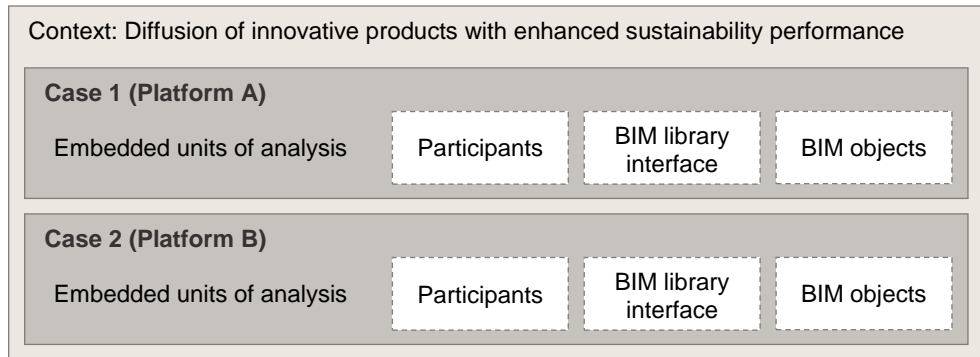 Context: Diffusion of innovative products with enhanced sustainability performance
Case 1 (Platform A)
Embedded units of analysis
Participants
BIM library
interface
BIM objects
Case 2 (Platform B)
Embedded units of analysis
Participants
BIM library
interface
BIM objects